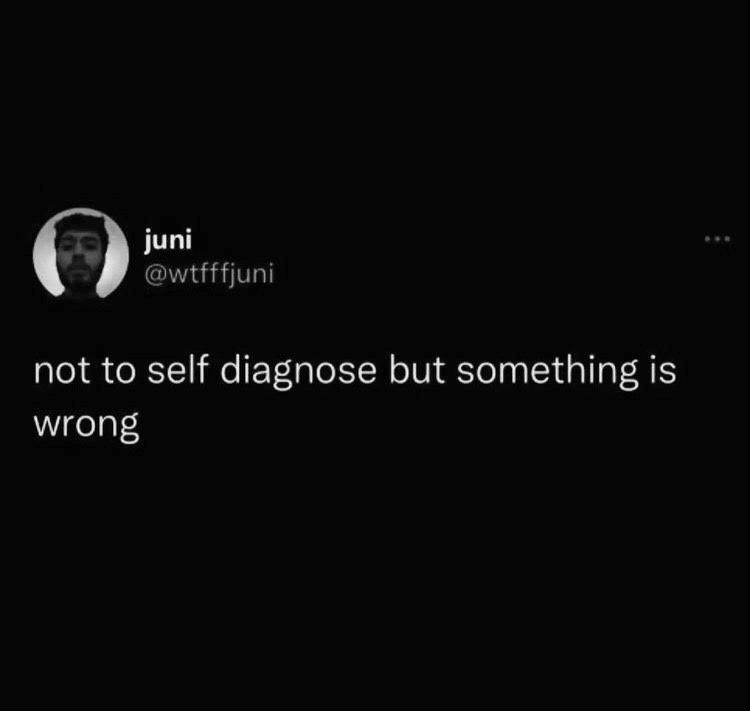 juni
@wtfffjuni
not to self diagnose but something is
wrong